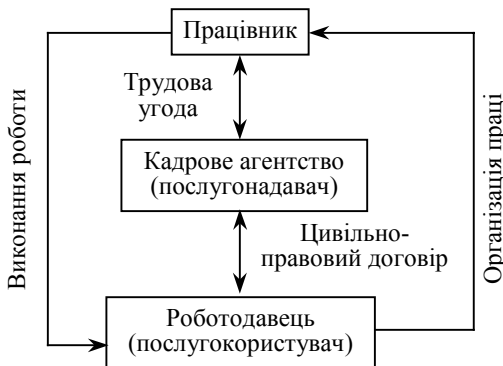 Працівник
Трудова
угода
Кадрове агентство
(послугонадавач)
Цивільно-
правовий договір
Роботодавець
(послугокористувач)
Виконання роботи
Організація праці